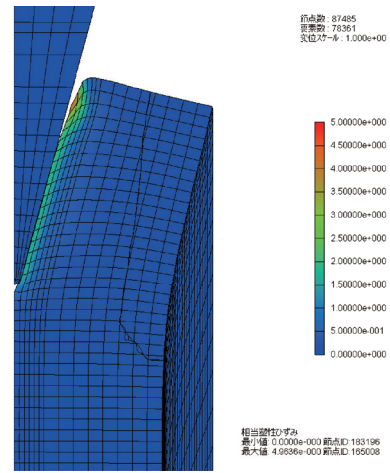 節点数 : 87485
要素数 : 78361
変位スケール : 1.000e+00
5.00000e+000
4.50000e+000
4.00000e+000
3.50000e+000
3.00000e+000
2.50000e+000
2.00000e+000
1.50000e+000
1.00000e+000
5.00000e-001
0.00000e+000
相当塑性ひずみ
最小値: 0.0000e-000 節点ID: 183196
最大値: 4.9636e-000 節点ID: 165008